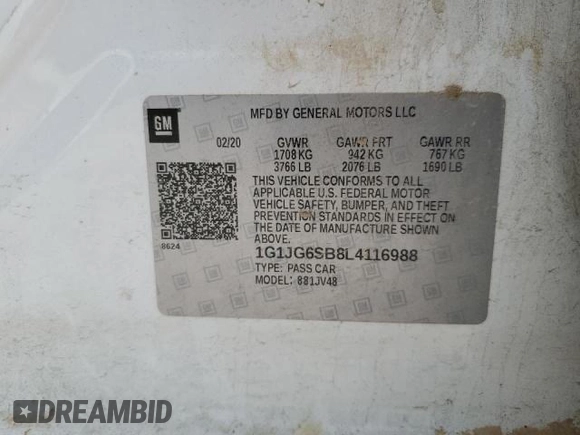 GM
MFD BY GENERAL MOTORS LLC
02/20 GVWR GAWR FRT GAWR RR
1708 KG 942 KG 767 KG
3766 LB 2076 LB 1690 LB
THIS VEHICLE CONFORMS TO ALL
APPLICABLE U.S. FEDERAL MOTOR
VEHICLE SAFETY, BUMPER, AND THEFT
PREVENTION STANDARDS IN EFFECT ON
THE DATE OF MANUFACTURE SHOWN
ABOVE.
8624
1G1JG6SB8L4116988
TYPE: PASS CAR
MODEL: 881JV48
DREAMBID